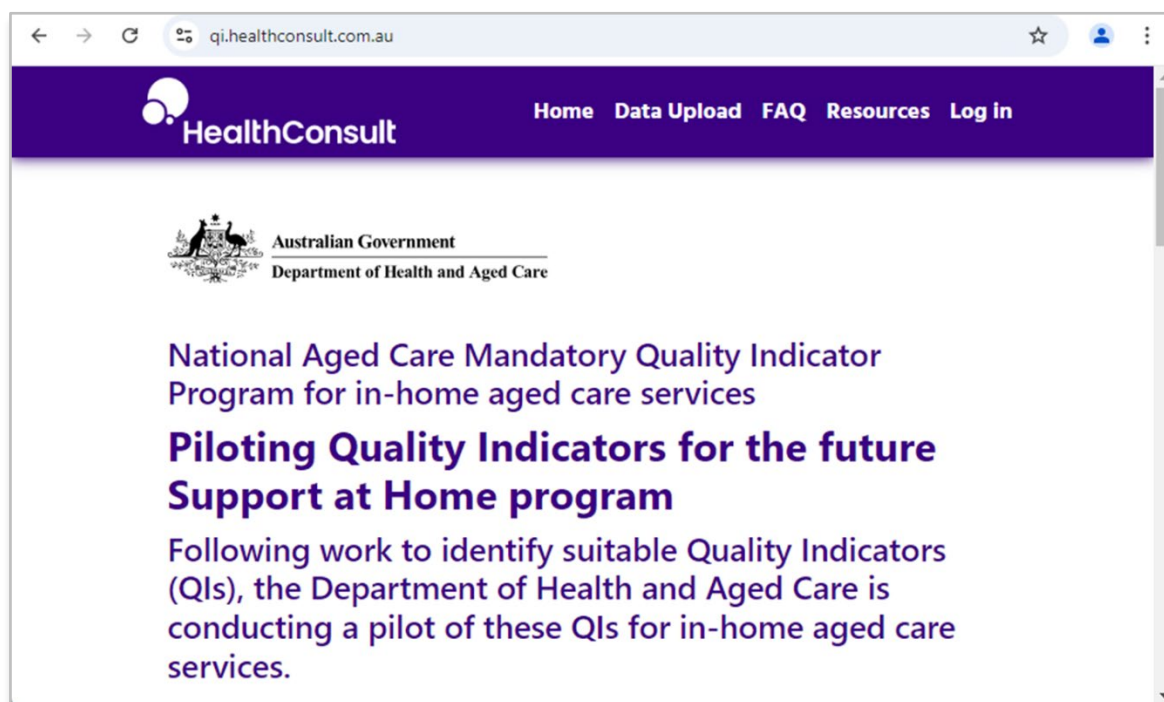 qi.healthconsult.com.au
HealthConsult
Home Data Upload FAQ Resources Log in
Australian Government
Department of Health and Aged Care
National Aged Care Mandatory Quality Indicator
Program for in-home aged care services
Piloting Quality Indicators for the future
Support at Home program
Following work to identify suitable Quality Indicators
(QIs), the Department of Health and Aged Care is
conducting a pilot of these QIs for in-home aged care
services.